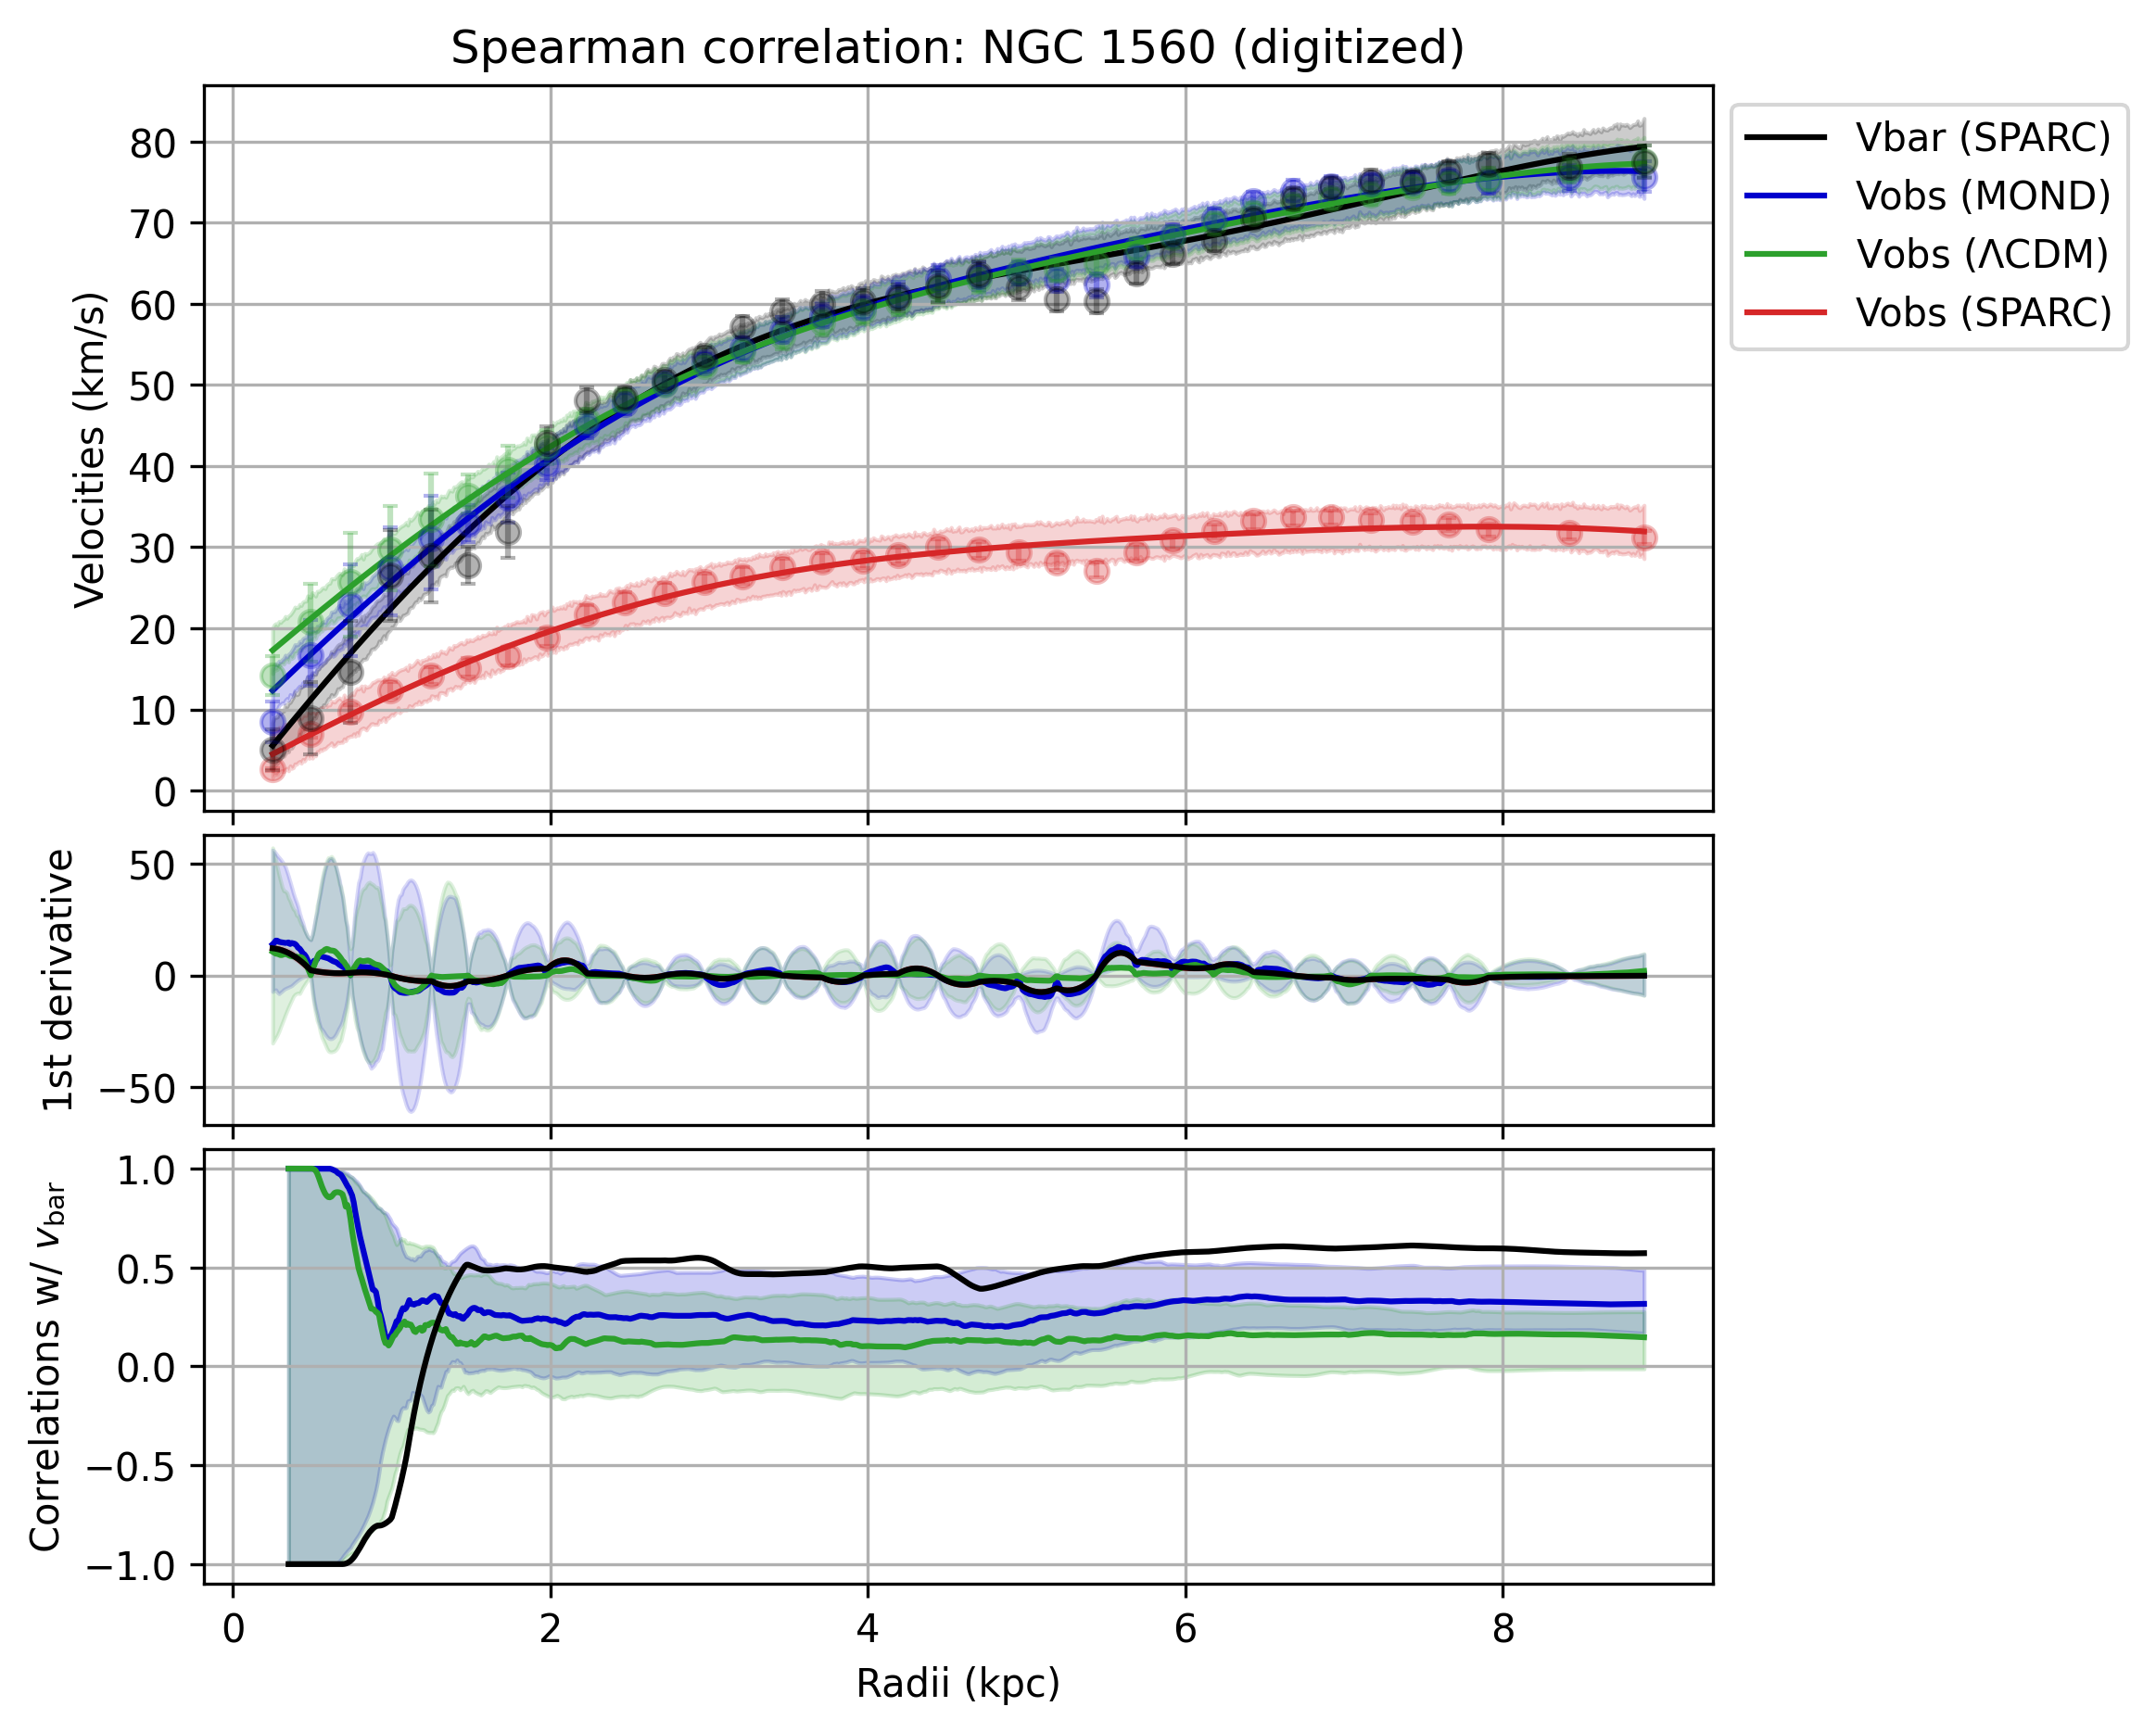 Spearman correlation: NGC 1560 (digitized)
Vbar (SPARC)
Vobs (MOND)
Vobs (ΛCDM)
Vobs (SPARC)
Velocities (km/s)
80
70
60
50
40
30
20
10
0
1st derivative
50
0
−50
Correlations w/ vbar
1.0
0.5
0.0
−0.5
−1.0
0 2 4 6 8
Radii (kpc)